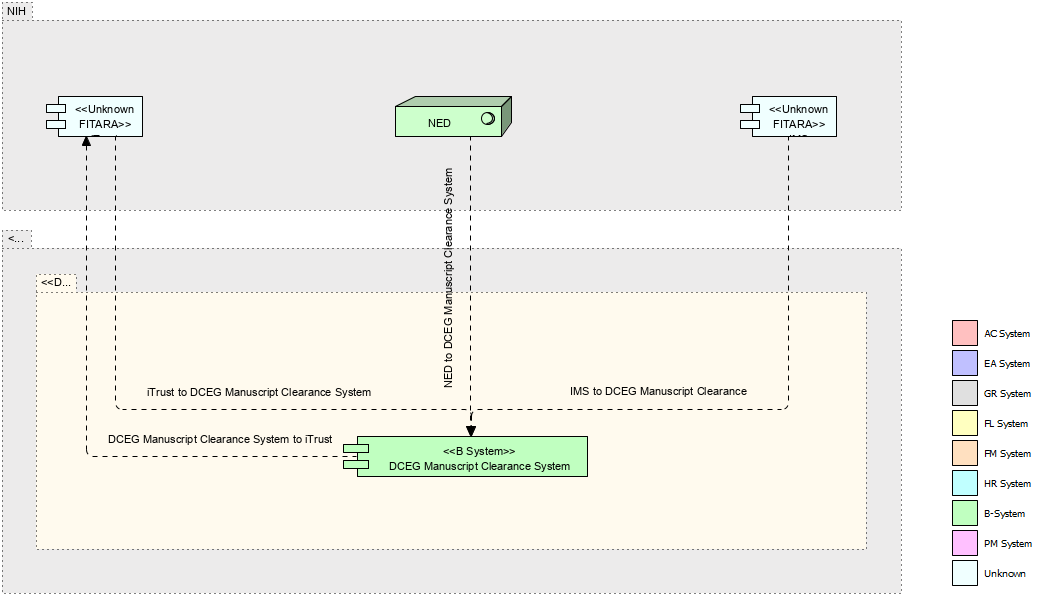 NIH
<<Unknown
FITARA>>
NED
<<Unknown
FITARA>>
NED to DCEG Manuscript Clearance System
<...
<<D...
iTrust to DCEG Manuscript Clearance System
IMS to DCEG Manuscript Clearance
DCEG Manuscript Clearance System to iTrust
<<B System>>
DCEG Manuscript Clearance System
AC System
EA System
GR System
FL System
FM System
HR System
B-System
PM System
Unknown